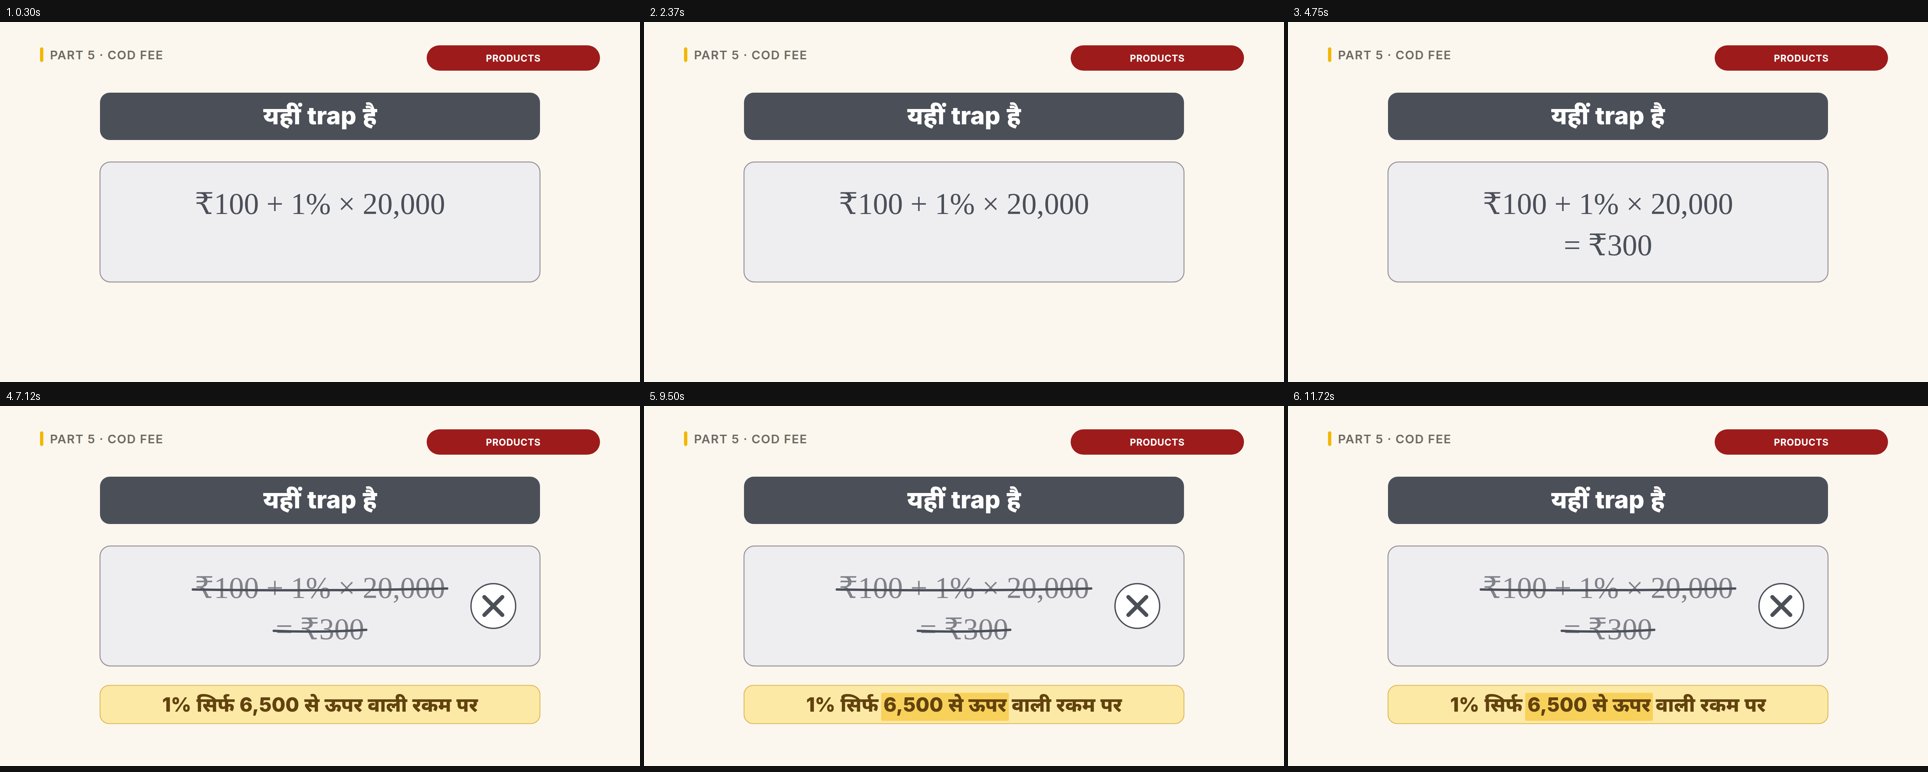 1. 0.30s
PART 5 · COD FEE
PRODUCTS
यहीं trap है
₹100 + 1% × 20,000
2. 2.37s
PART 5 · COD FEE
PRODUCTS
यहीं trap है
₹100 + 1% × 20,000
3. 4.75s
PART 5 · COD FEE
PRODUCTS
यहीं trap है
₹100 + 1% × 20,000
= ₹300
4. 7.12s
PART 5 · COD FEE
PRODUCTS
यहीं trap है
₹100 + 1% × 20,000
= ₹300
1% सिर्फ 6,500 से ऊपर वाली रकम पर
5. 9.50s
PART 5 · COD FEE
PRODUCTS
यहीं trap है
₹100 + 1% × 20,000
= ₹300
1% सिर्फ 6,500 से ऊपर वाली रकम पर
6. 11.72s
PART 5 · COD FEE
PRODUCTS
यहीं trap है
₹100 + 1% × 20,000
= ₹300
1% सिर्फ 6,500 से ऊपर वाली रकम पर